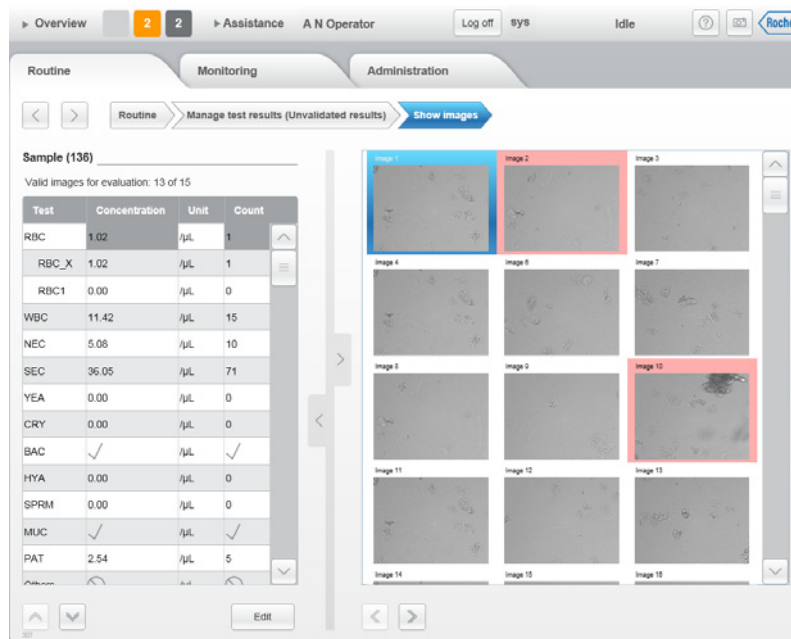 Overview
2
2
Assistance
A N Operator
Log off
sys
Idle
?
Roche
Routine
Monitoring
Administration
Routine
Manage test results (Unvalidated results)
Show images
Sample (136)
Valid images for evaluation: 13 of 15
Test Concentration Unit Count
RBC 1.02 /µL 1
RBC_X 1.02 /µL 1
RBC1 0.00 /µL 0
WBC 11.42 /µL 15
NEC 5.08 /µL 10
SEC 36.05 /µL 71
YEA 0.00 /µL 0
CRY 0.00 /µL 0
BAC /µL
HYA 0.00 /µL 0
SPRM 0.00 /µL 0
MUC /µL
PAT 2.54 /µL 5
Others /µL
Edit
Image 1 Image 2 Image 3
Image 4 Image 6 Image 7
Image 8 Image 9 Image 10
Image 11 Image 12 Image 13
Image 14 Image 15 Image 16